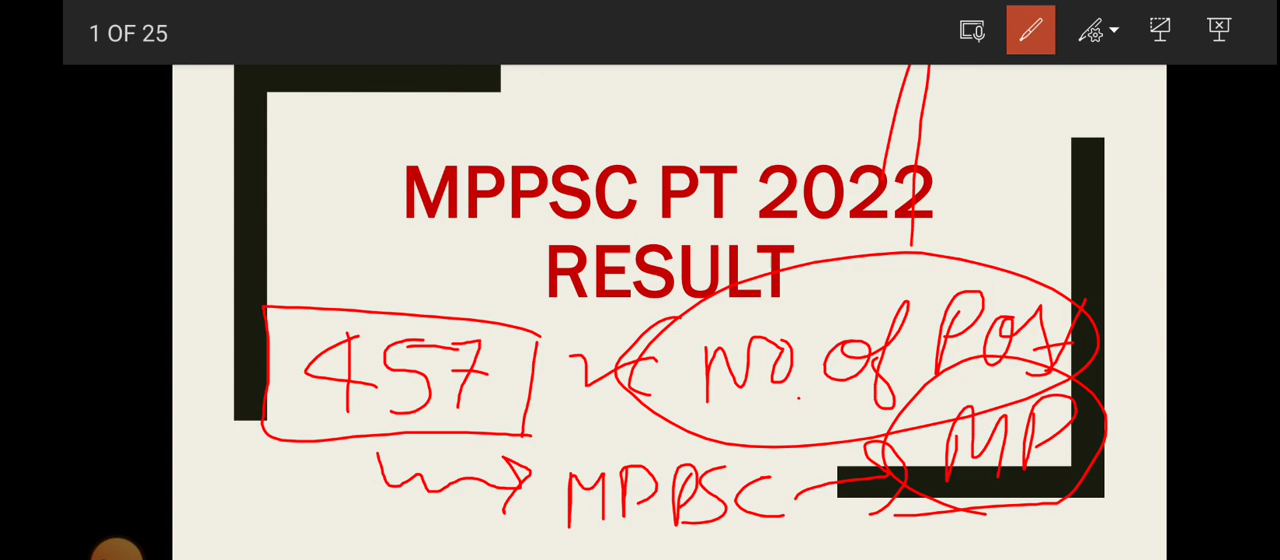 1 OF 25
MPPSC PT 2022
RESULT
457 No. of Post
MPPSC MP